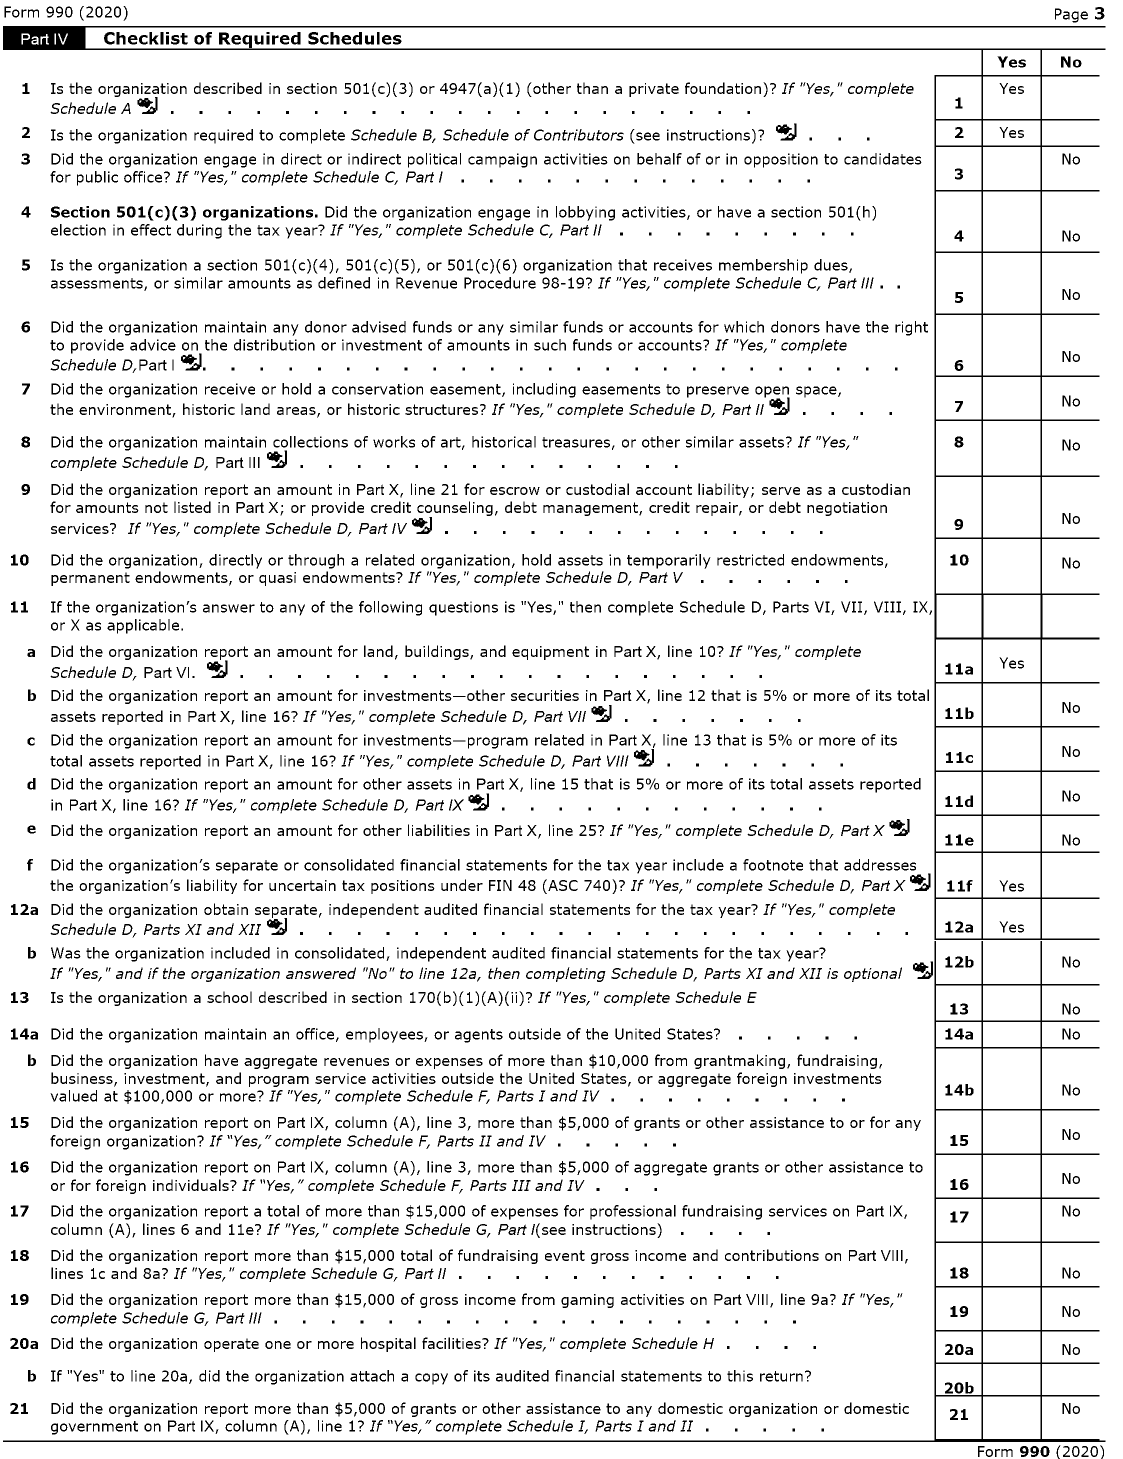 Form 990 (2020) Page 3
Part IV Checklist of Required Schedules
Yes No
1 Is the organization described in section 501(c)(3) or 4947(a)(1) (other than a private foundation)? If "Yes," complete
Schedule A . . . . . . . . . . . . . . . . . . . . . 1 Yes
2 Is the organization required to complete Schedule B, Schedule of Contributors (see instructions)? . . . 2 Yes
3 Did the organization engage in direct or indirect political campaign activities on behalf of or in opposition to candidates
for public office? If "Yes," complete Schedule C, Part I . . . . . . . . . . . . . 3 No
4 Section 501(c)(3) organizations. Did the organization engage in lobbying activities, or have a section 501(h)
election in effect during the tax year? If "Yes," complete Schedule C, Part II . . . . . . . . . 4 No
5 Is the organization a section 501(c)(4), 501(c)(5), or 501(c)(6) organization that receives membership dues,
assessments, or similar amounts as defined in Revenue Procedure 98-19? If "Yes," complete Schedule C, Part III . . 5 No
6 Did the organization maintain any donor advised funds or any similar funds or accounts for which donors have the right
to provide advice on the distribution or investment of amounts in such funds or accounts? If "Yes," complete
Schedule D,Part I . . . . . . . . . . . . . . . . . . . . . . . . . 6 No
7 Did the organization receive or hold a conservation easement, including easements to preserve open space,
the environment, historic land areas, or historic structures? If "Yes," complete Schedule D, Part II . . . . 7 No
8 Did the organization maintain collections of works of art, historical treasures, or other similar assets? If "Yes,"
complete Schedule D, Part III . . . . . . . . . . . . . . 8 No
9 Did the organization report an amount in Part X, line 21 for escrow or custodial account liability; serve as a custodian
for amounts not listed in Part X; or provide credit counseling, debt management, credit repair, or debt negotiation
services? If "Yes," complete Schedule D, Part IV . . . . . . . . . . . . . . 9 No
10 Did the organization, directly or through a related organization, hold assets in temporarily restricted endowments,
permanent endowments, or quasi endowments? If "Yes," complete Schedule D, Part V . . . . . . 10 No
11 If the organization's answer to any of the following questions is "Yes," then complete Schedule D, Parts VI, VII, VIII, IX,
or X as applicable.
a Did the organization report an amount for land, buildings, and equipment in Part X, line 10? If "Yes," complete
Schedule D, Part VI. . . . . . . . . . . . . . . . . . . . 11a Yes
b Did the organization report an amount for investments—other securities in Part X, line 12 that is 5% or more of its total
assets reported in Part X, line 16? If "Yes," complete Schedule D, Part VII . . . . . . . 11b No
c Did the organization report an amount for investments—program related in Part X, line 13 that is 5% or more of its
total assets reported in Part X, line 16? If "Yes," complete Schedule D, Part VIII . . . . . . . 11c No
d Did the organization report an amount for other assets in Part X, line 15 that is 5% or more of its total assets reported
in Part X, line 16? If "Yes," complete Schedule D, Part IX . . . . . . . . . . . . 11d No
e Did the organization report an amount for other liabilities in Part X, line 25? If "Yes," complete Schedule D, Part X 11e No
f Did the organization's separate or consolidated financial statements for the tax year include a footnote that addresses
the organization's liability for uncertain tax positions under FIN 48 (ASC 740)? If "Yes," complete Schedule D, Part X 11f Yes
12a Did the organization obtain separate, independent audited financial statements for the tax year? If "Yes," complete
Schedule D, Parts XI and XII . . . . . . . . . . . . . . . . . . . . . . 12a Yes
b Was the organization included in consolidated, independent audited financial statements for the tax year?
If "Yes," and if the organization answered "No" to line 12a, then completing Schedule D, Parts XI and XII is optional 12b No
13 Is the organization a school described in section 170(b)(1)(A)(ii)? If "Yes," complete Schedule E 13 No
14a Did the organization maintain an office, employees, or agents outside of the United States? . . . . . 14a No
b Did the organization have aggregate revenues or expenses of more than $10,000 from grantmaking, fundraising,
business, investment, and program service activities outside the United States, or aggregate foreign investments
valued at $100,000 or more? If "Yes," complete Schedule F, Parts I and IV . . . . . . . . . 14b No
15 Did the organization report on Part IX, column (A), line 3, more than $5,000 of grants or other assistance to or for any
foreign organization? If “Yes,” complete Schedule F, Parts II and IV . . . . . 15 No
16 Did the organization report on Part IX, column (A), line 3, more than $5,000 of aggregate grants or other assistance to
or for foreign individuals? If “Yes,” complete Schedule F, Parts III and IV . . . 16 No
17 Did the organization report a total of more than $15,000 of expenses for professional fundraising services on Part IX,
column (A), lines 6 and 11e? If "Yes," complete Schedule G, Part I(see instructions) . . . . 17 No
18 Did the organization report more than $15,000 total of fundraising event gross income and contributions on Part VIII,
lines 1c and 8a? If "Yes," complete Schedule G, Part II . . . . . . . . . . . . 18 No
19 Did the organization report more than $15,000 of gross income from gaming activities on Part VIII, line 9a? If "Yes,"
complete Schedule G, Part III . . . . . . . . . . . . . . . . . . . 19 No
20a Did the organization operate one or more hospital facilities? If "Yes," complete Schedule H . . . . 20a No
b If "Yes" to line 20a, did the organization attach a copy of its audited financial statements to this return? 20b
21 Did the organization report more than $5,000 of grants or other assistance to any domestic organization or domestic
government on Part IX, column (A), line 1? If “Yes,” complete Schedule I, Parts I and II . . . . . 21 No
Form 990 (2020)